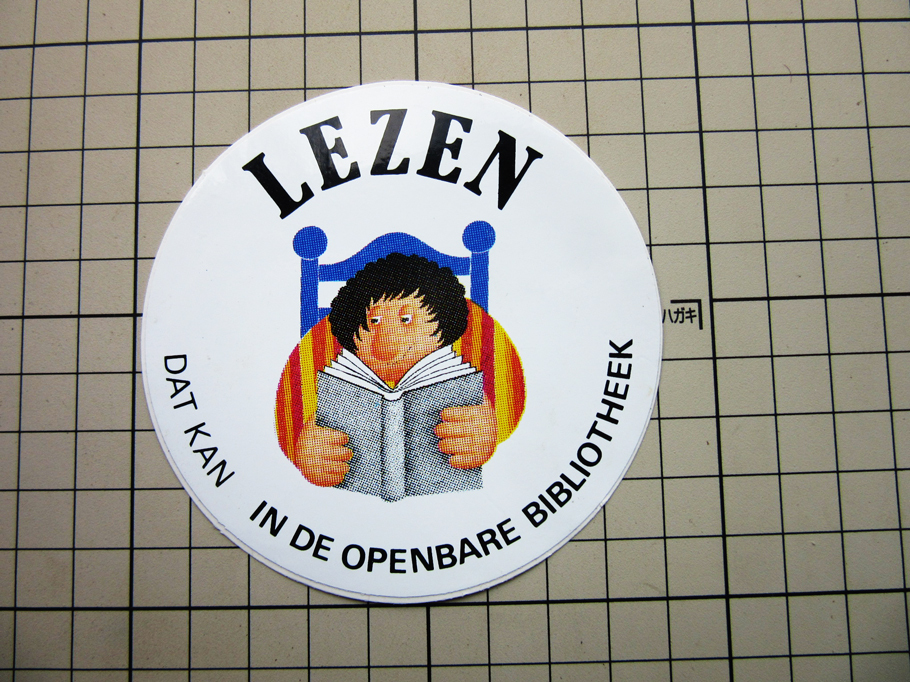 LEZEN
DAT KAN IN DE OPENBARE BIBLIOTHEEK
ハガキ